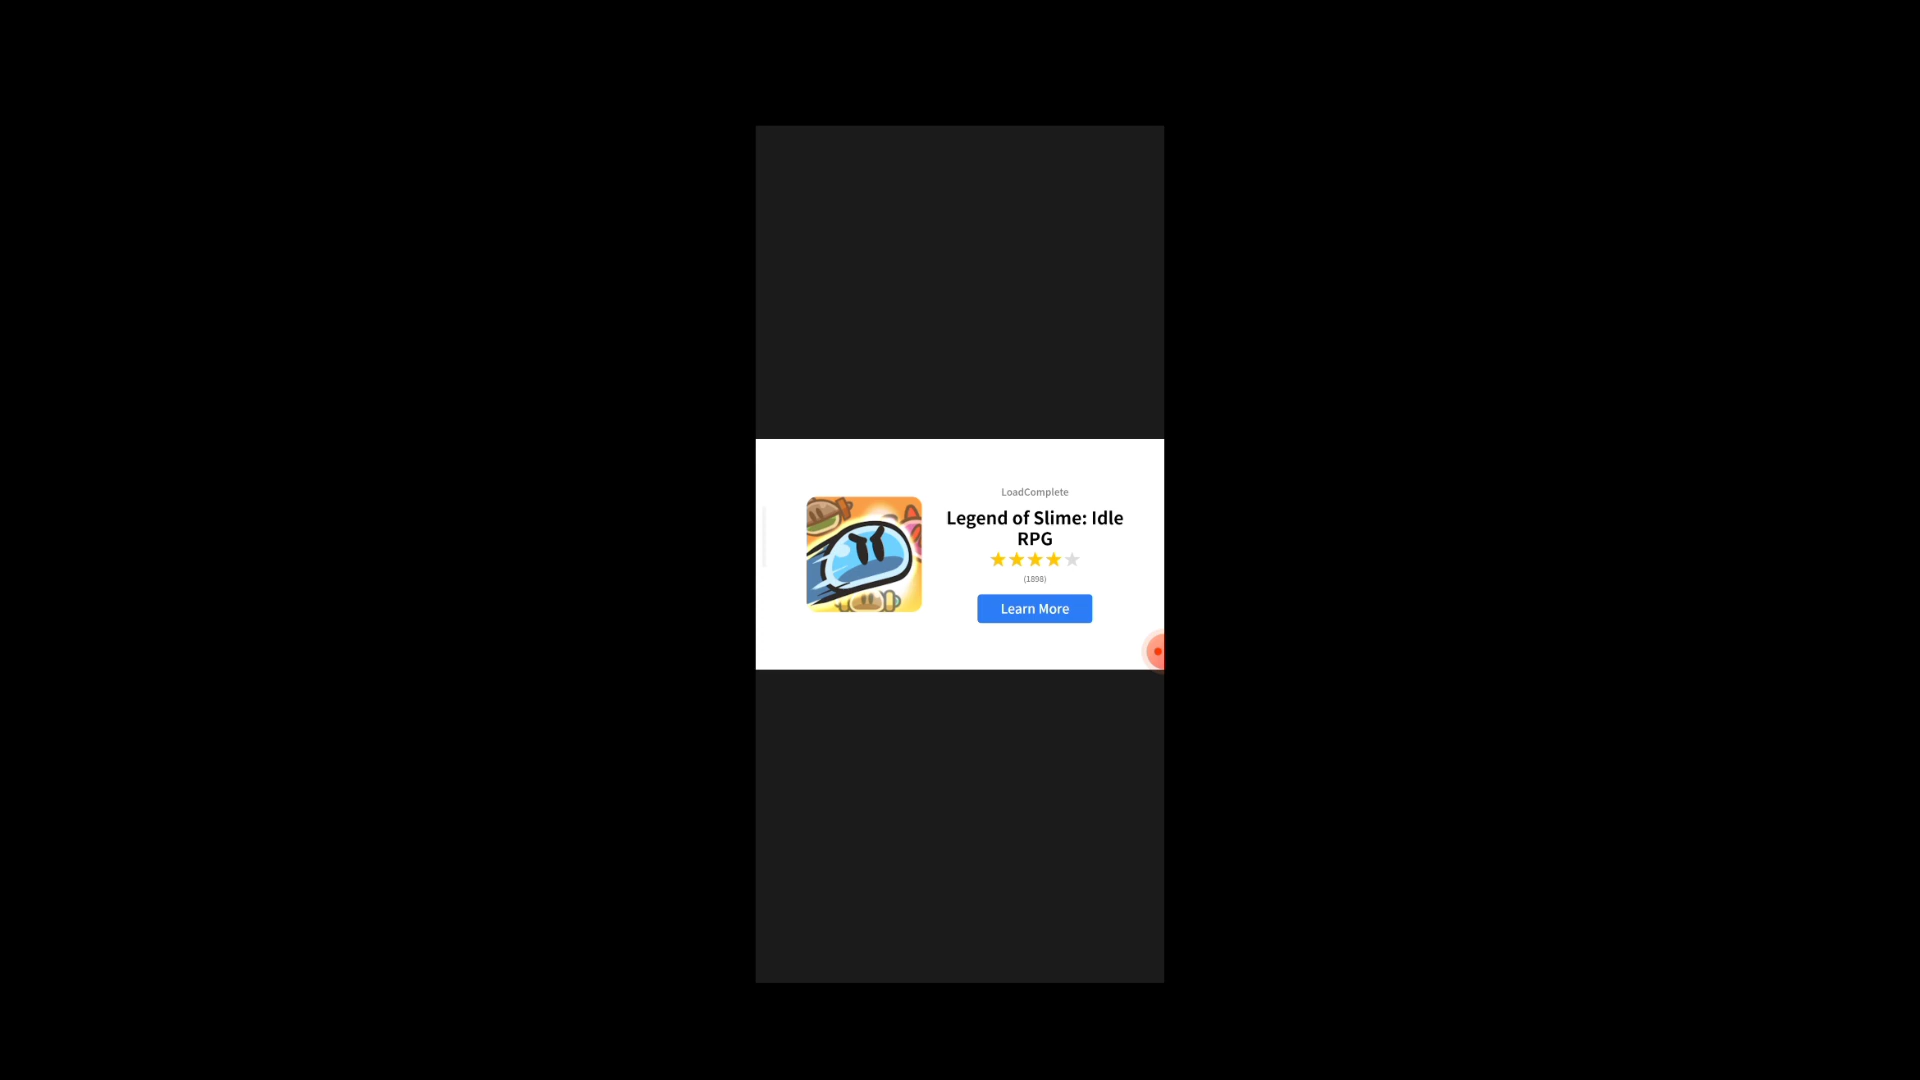 LoadComplete
Legend of Slime: Idle
RPG
(1898)
Learn More